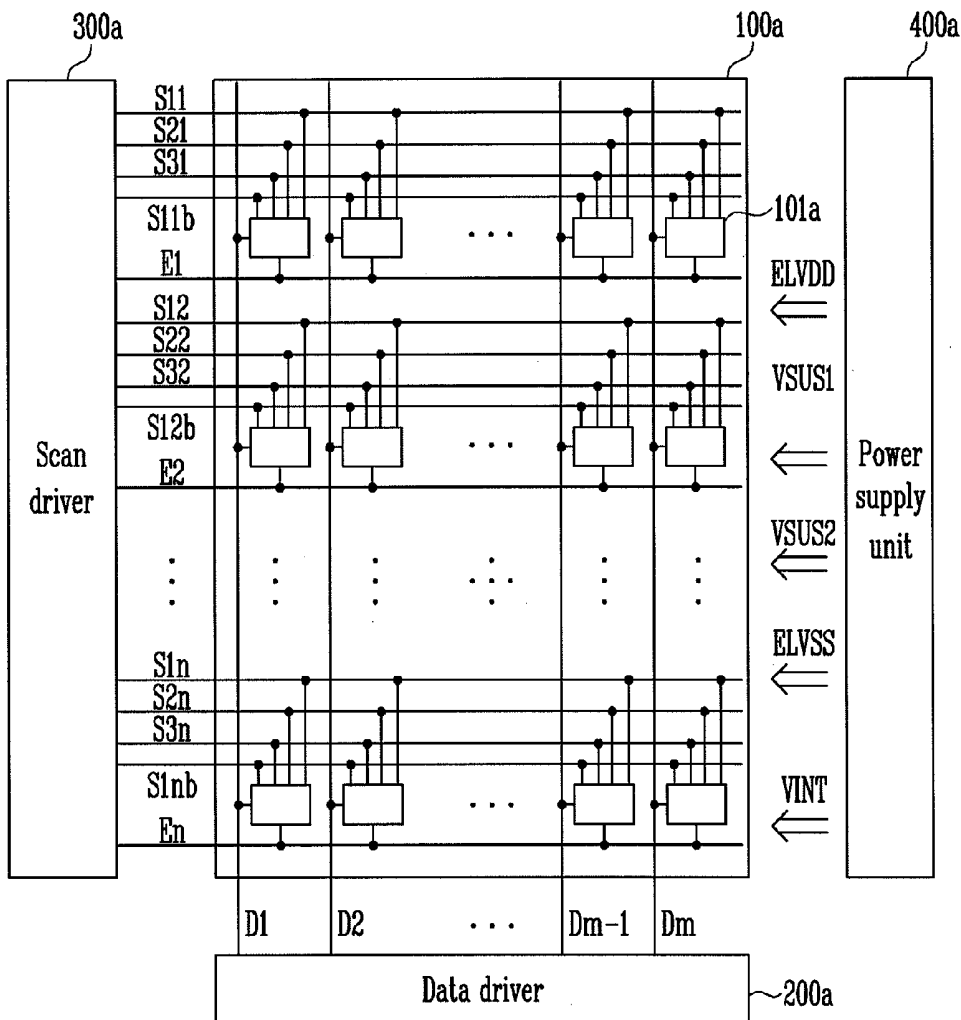 300a
100a
400a
S11
S21
S31
S11b
E1
101a
ELVDD
S12
S22
S32
S12b
E2
VSUS1
Scan
driver
Power
supply
unit
VSUS2
ELVSS
S1n
S2n
S3n
S1nb
En
VINT
D1
D2
Dm-1
Dm
Data driver
200a